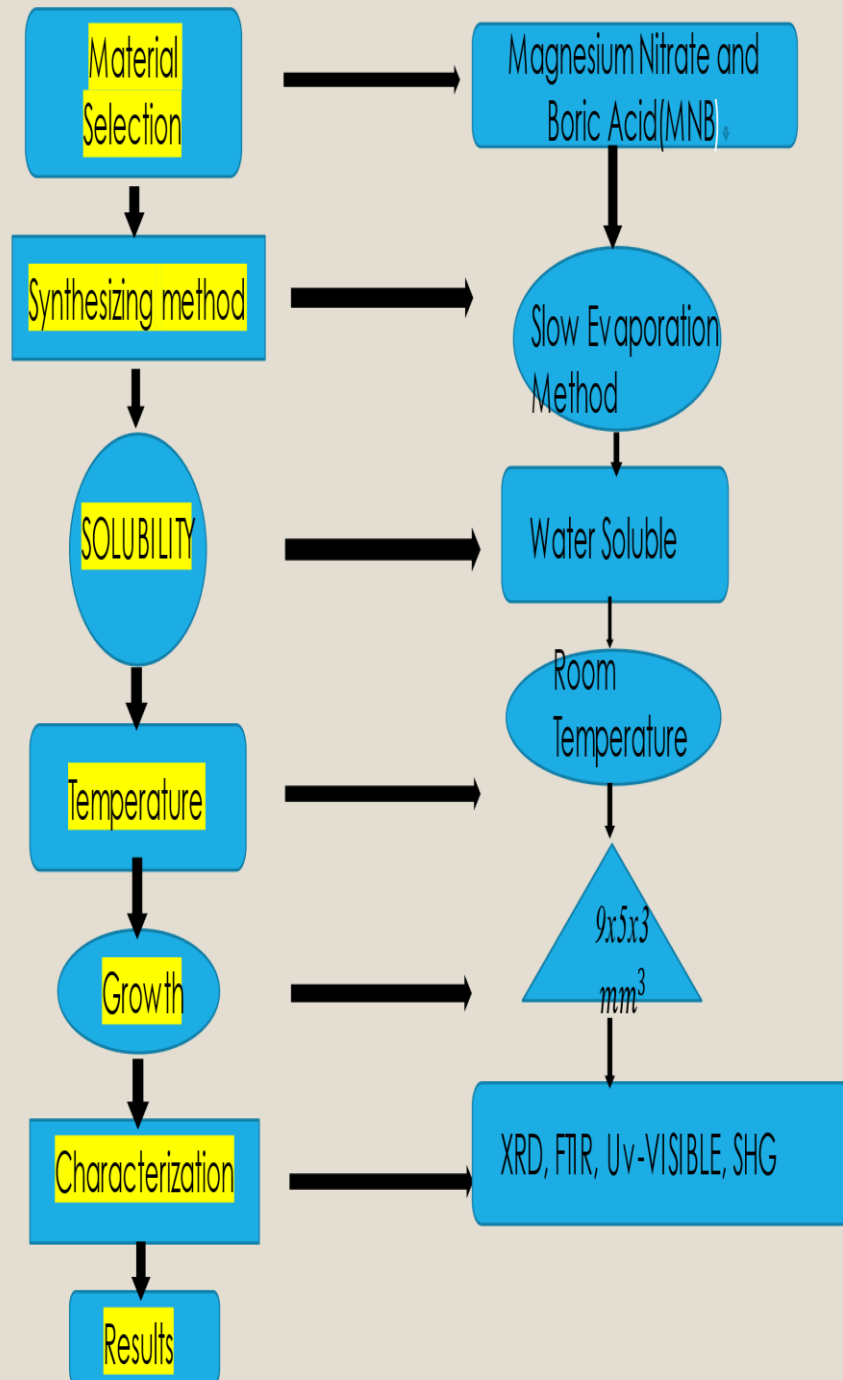 Material
Selection
Magnesium Nitrate and
Boric Acid(MNB)
Synthesizing method
Slow Evaporation
Method
SOLUBILITY
Water Soluble
Temperature
Room
Temperature
Growth
9x5x3
mm³
Characterization
XRD, FTIR, Uv-VISIBLE, SHG
Results